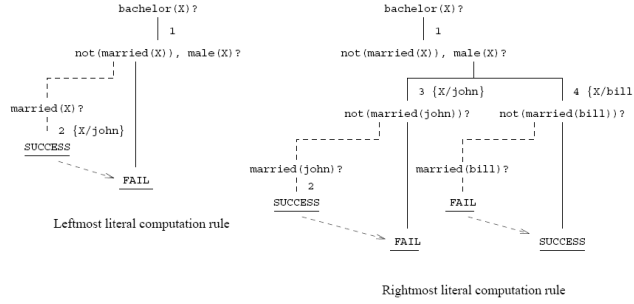 bachelor(X)?
1
not(married(X)), male(X)?
married(X)?
2 {X/john}
SUCCESS
FAIL
Leftmost literal computation rule
bachelor(X)?
1
not(married(X)), male(X)?
3 {X/john}
4 {X/bill
not(married(john))?
not(married(bill))?
married(john)?
2
SUCCESS
FAIL
married(bill)?
FAIL
SUCCESS
Rightmost literal computation rule